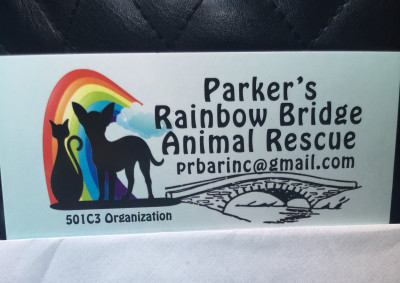 Parker's
Rainbow Bridge
Animal Rescue
prbarinc@gmail.com
501C3 Organization